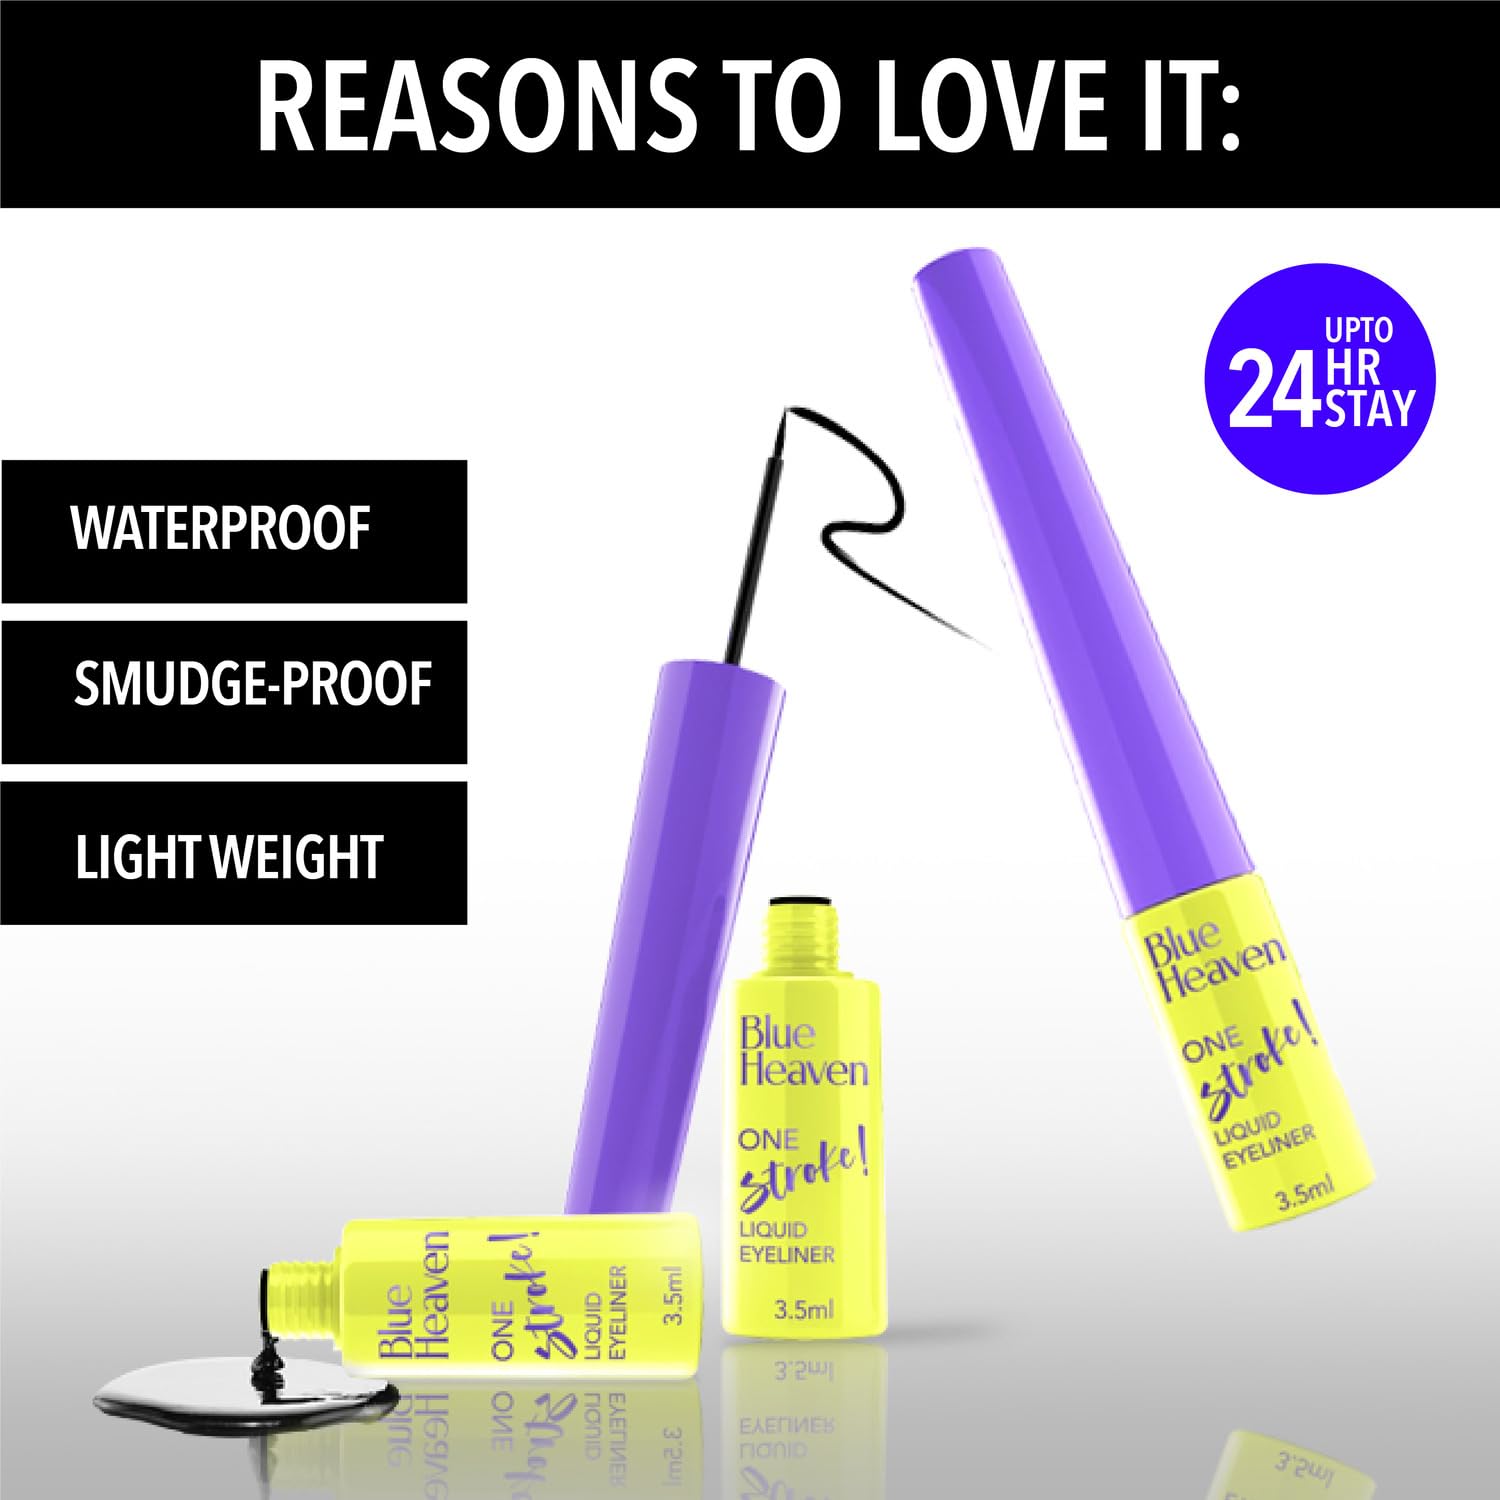 REASONS TO LOVE IT:
UPTO
24 HR
STAY
WATERPROOF
SMUDGE-PROOF
LIGHT WEIGHT
Blue
Heaven
ONE
stroke!
LIQUID
EYELINER
3.5ml
Blue
Heaven
ONE
stroke!
LIQUID
EYELINER
3.5ml
Blue
Heaven
ONE
stroke!
LIQUID
EYELINER
3.5ml